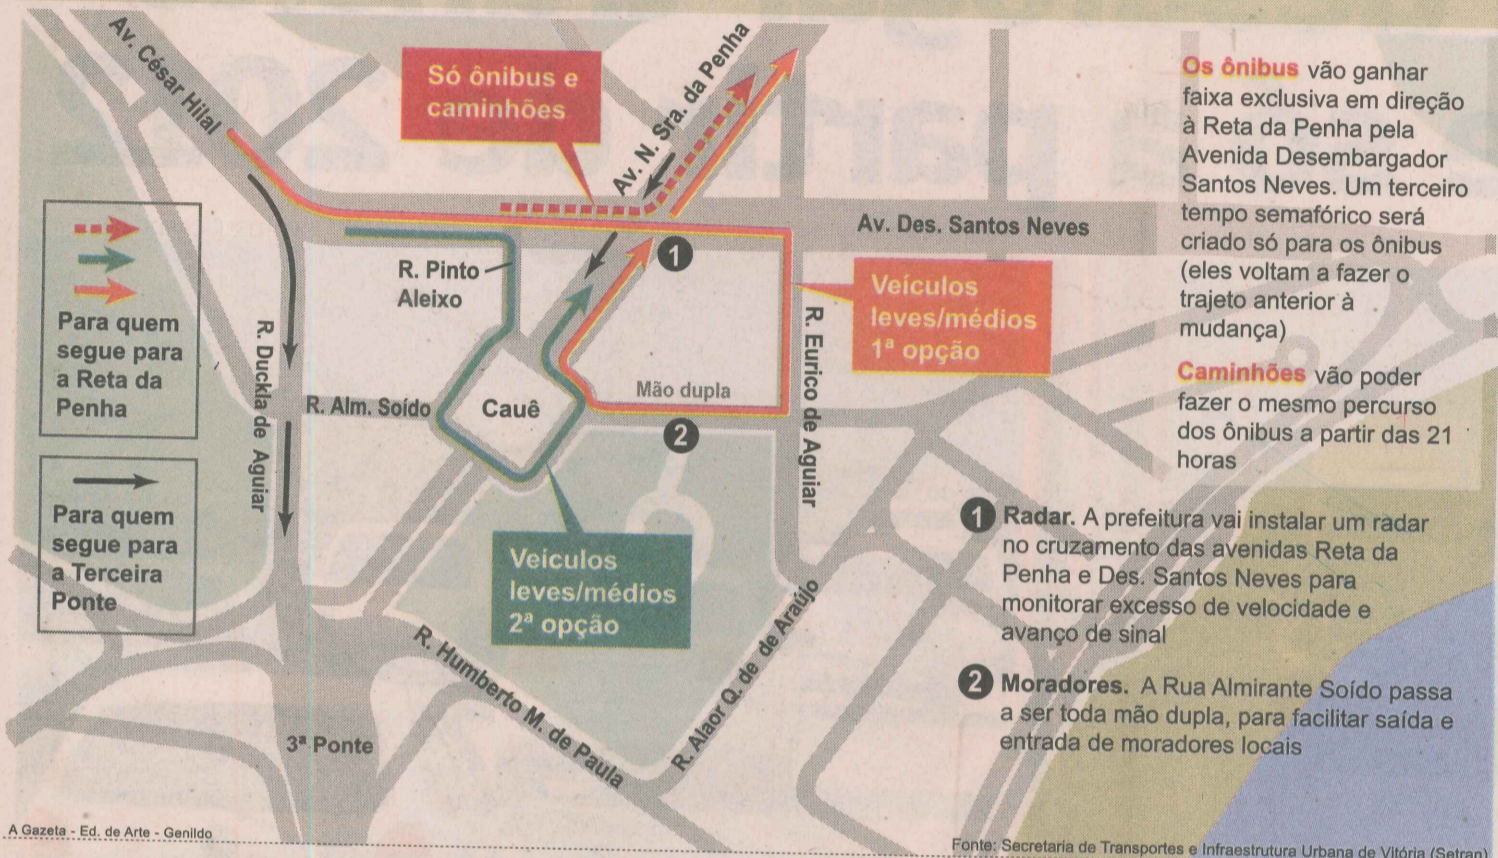 Av. César Hilal
Só ônibus e
caminhões
Av. N. Sra. da Penha
Av. Des. Santos Neves
R. Pinto
Aleixo
1
Veículos
leves/médios
1ª opção
Para quem
segue para
a Reta da
Penha
R. Duckla de Aguiar
R. Eurico de Aguiar
Mão dupla
R. Alm. Soído
Cauê
2
Para quem
segue para
a Terceira
Ponte
Veículos
leves/médios
2ª opção
R. Humberto M. de Paula
R. Alaor Q. de de Araújo
3ª Ponte
Os ônibus vão ganhar
faixa exclusiva em direção
à Reta da Penha pela
Avenida Desembargador
Santos Neves. Um terceiro
tempo semafórico será
criado só para os ônibus
(eles voltam a fazer o
trajeto anterior à
mudança)
Caminhões vão poder
fazer o mesmo percurso
dos ônibus a partir das 21
horas
1 Radar. A prefeitura vai instalar um radar
no cruzamento das avenidas Reta da
Penha e Des. Santos Neves para
monitorar excesso de velocidade e
avanço de sinal
2 Moradores. A Rua Almirante Soído passa
a ser toda mão dupla, para facilitar saída e
entrada de moradores locais
A Gazeta - Ed. de Arte - Genildo
Fonte: Secretaria de Transportes e Infraestrutura Urbana de Vitória (Setran)